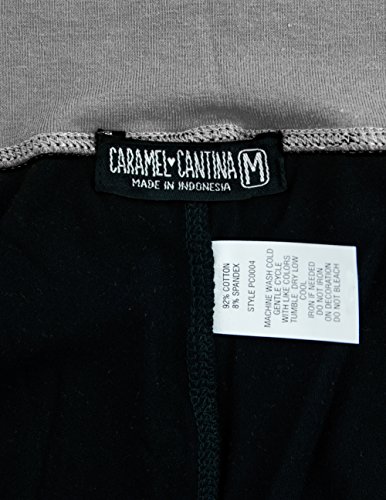 CARAMEL♥CANTINA M
MADE IN INDONESIA
92% COTTON
8% SPANDEX
STYLE PC0004
MACHINE WASH COLD
GENTLE CYCLE
WITH LIKE COLORS
TUMBLE DRY LOW
COOL
IRON IF NEEDED
DO NOT IRON
ON DECORATION
DO NOT BLEACH